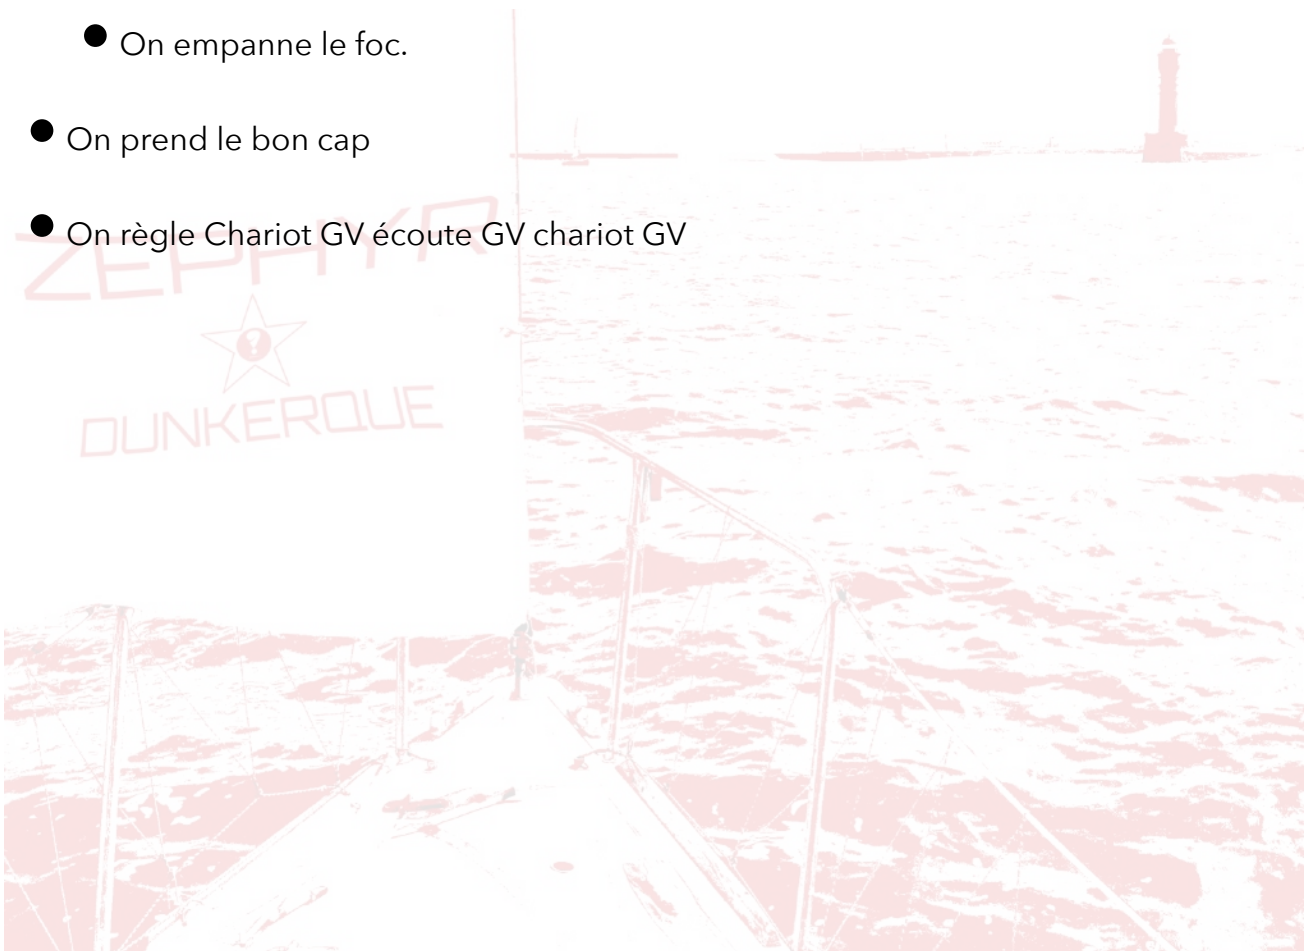 ● On empanne le foc.
● On prend le bon cap
● On règle Chariot GV écoute GV chariot GV
ZEPHYR
DUNKERQUE